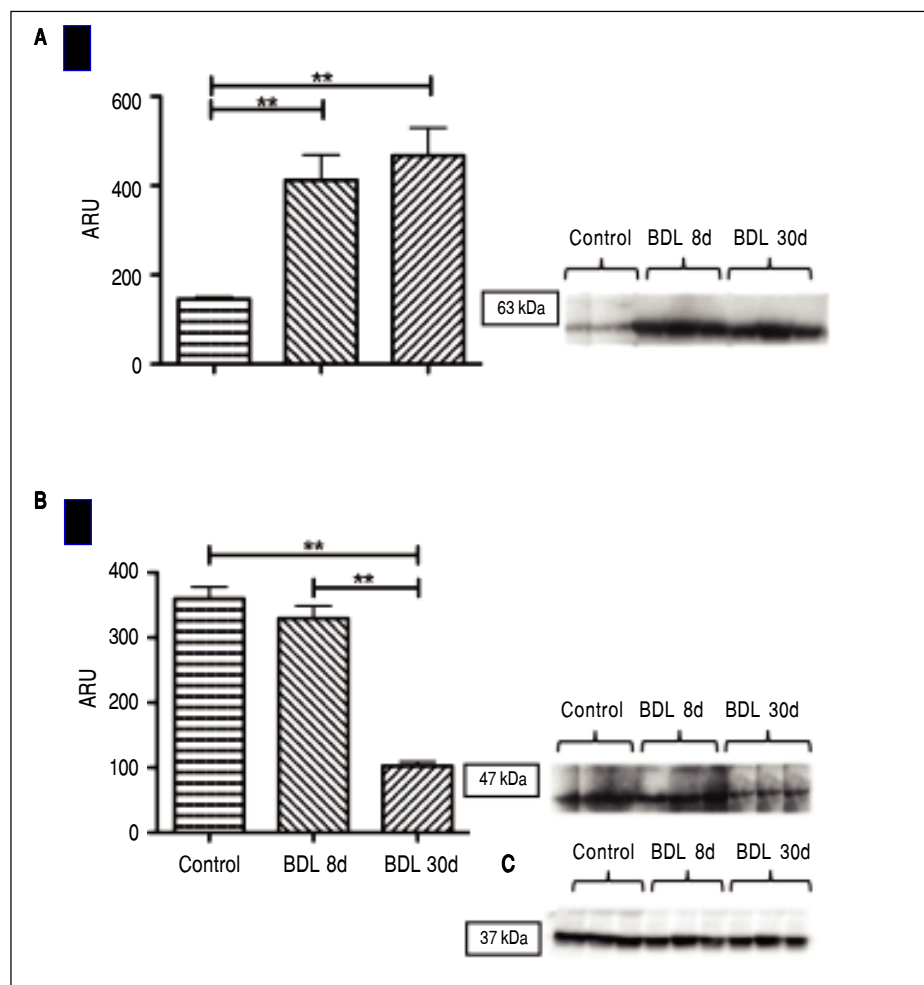 A
**
**
600
400
200
0
ARU
Control BDL 8d BDL 30d
63 kDa
B
**
**
400
300
200
100
0
ARU
Control BDL 8d BDL 30d
Control BDL 8d BDL 30d
47 kDa
C
Control BDL 8d BDL 30d
37 kDa